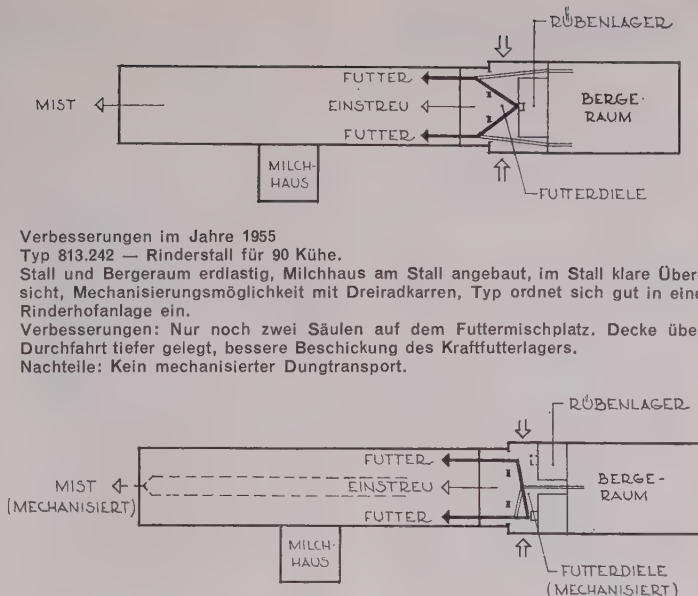 RÜBENLAGER
FUTTER
MIST
EINSTREU
BERGE-
RAUM
FUTTER
MILCH-
HAUS
FUTTERDIELE
Verbesserungen im Jahre 1955
Typ 813.242 — Rinderstall für 90 Kühe.
Stall und Bergeraum erdlastig, Milchhaus am Stall angebaut, im Stall klare Über-
sicht, Mechanisierungsmöglichkeit mit Dreiradkarren, Typ ordnet sich gut in eine
Rinderhofanlage ein.
Verbesserungen: Nur noch zwei Säulen auf dem Futtermischplatz. Decke übe
Durchfahrt tiefer gelegt, bessere Beschickung des Kraftfutterlagers.
Nachteile: Kein mechanisierter Dungtransport.
RÜBENLAGER
FUTTER
MIST
(MECHANISIERT)
EINSTREU
BERGE-
RAUM
FUTTER
MILCH-
HAUS
FUTTERDIELE
(MECHANISIERT)